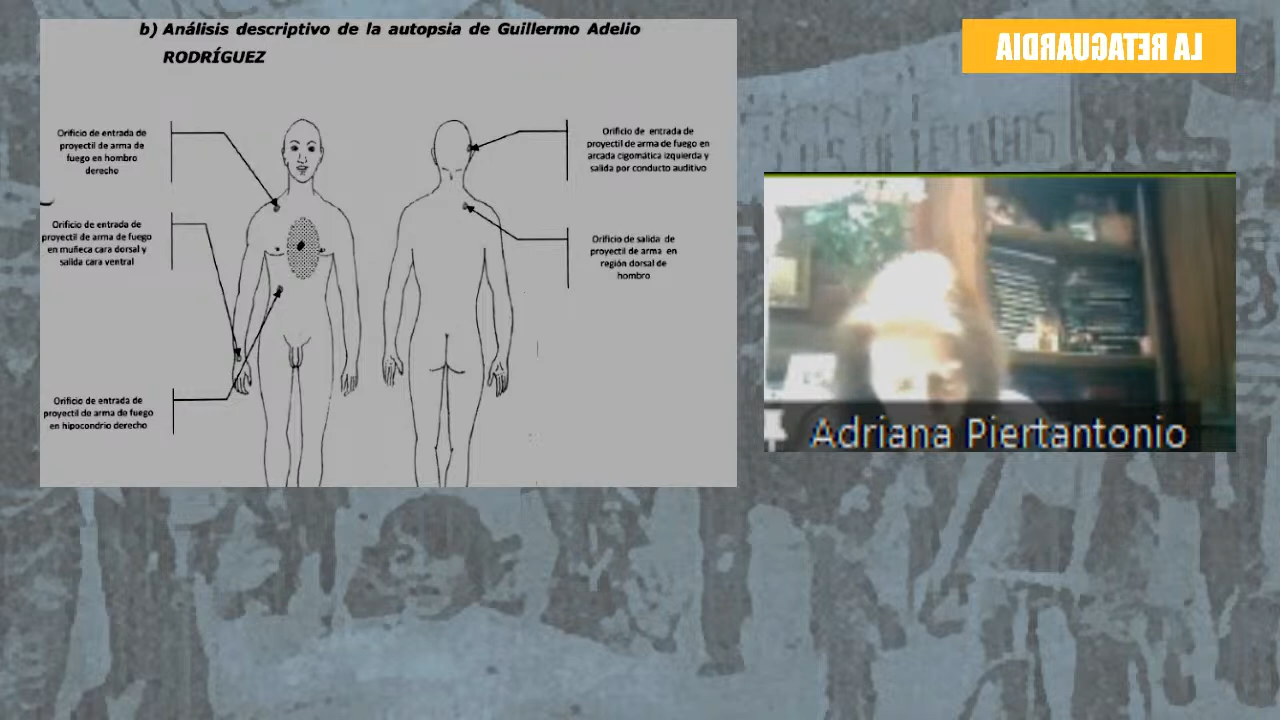 b) Análisis descriptivo de la autopsia de Guillermo Adelio
RODRÍGUEZ
Orificio de entrada de
proyectil de arma de
fuego en hombro
derecho
Orificio de entrada de
proyectil de arma de fuego
en muñeca cara dorsal y
salida cara ventral
Orificio de entrada de
proyectil de arma de fuego
en hipocondrio derecho
Orificio de entrada de
proyectil de arma de fuego en
arcada cigomática izquierda y
salida por conducto auditivo
Orificio de salida de
proyectil de arma en
región dorsal de
hombro
LA RETAGUARDIA
Adriana Piertantonio